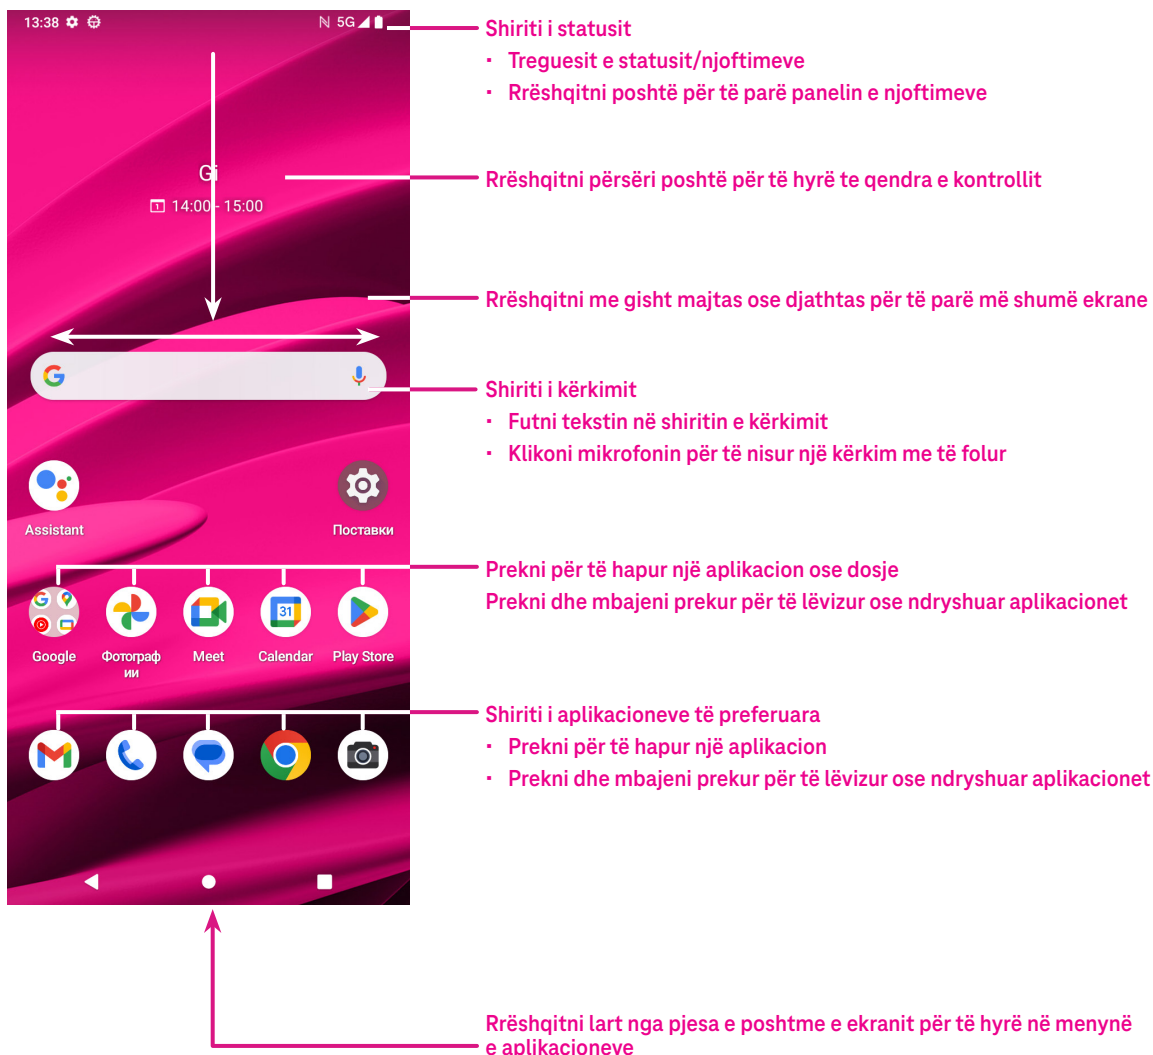 13:38
5G
Shiriti i statusit
· Treguesit e statusit/njoftimeve
· Rrëshqitni poshtë për të parë panelin e njoftimeve
Gi
Rrëshqitni përsëri poshtë për të hyrë te qendra e kontrollit
1 14:00 - 15:00
Rrëshqitni me gisht majtas ose djathtas për të parë më shumë ekrane
Shiriti i kërkimit
· Futni tekstin në shiritin e kërkimit
· Klikoni mikrofonin për të nisur një kërkim me të folur
Assistant
Поставки
Prekni për të hapur një aplikacion ose dosje
Prekni dhe mbajeni prekur për të lëvizur ose ndryshuar aplikacionet
31
Google
Фотограф
ии
Meet
Calendar
Play Store
Shiriti i aplikacioneve të preferuara
· Prekni për të hapur një aplikacion
· Prekni dhe mbajeni prekur për të lëvizur ose ndryshuar aplikacionet
Rrëshqitni lart nga pjesa e poshtme e ekranit për të hyrë në menynë
e aplikacioneve